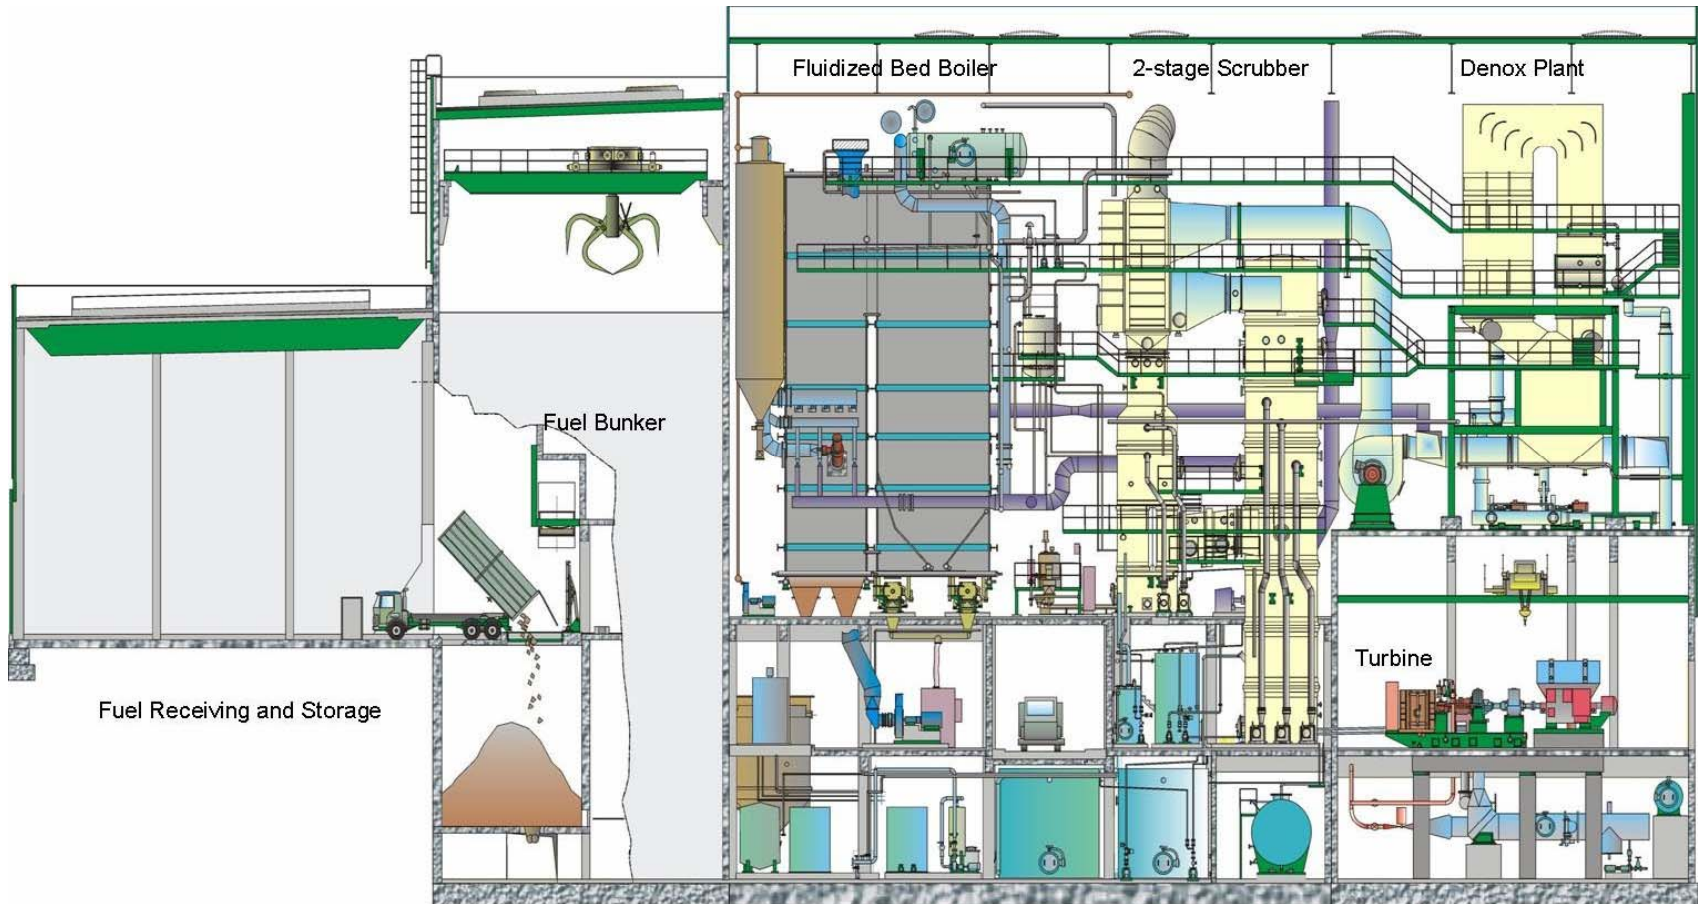 Fluidized Bed Boiler
2-stage Scrubber
Denox Plant
Fuel Bunker
Turbine
Fuel Receiving and Storage